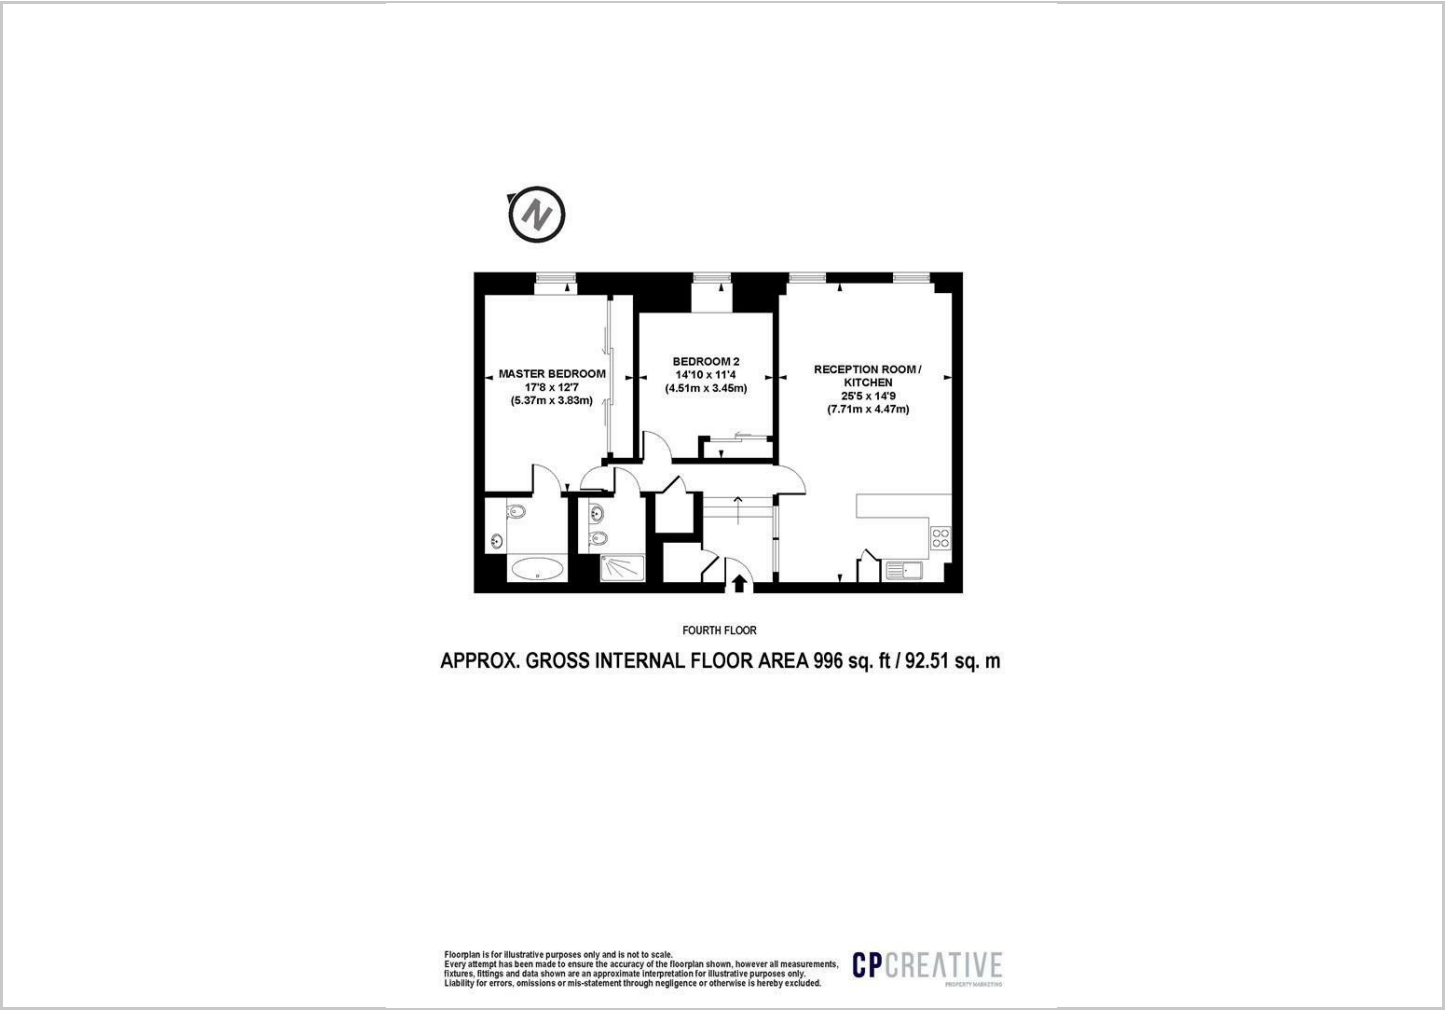 N
MASTER BEDROOM
17'8 x 12'7
(5.37m x 3.83m)
BEDROOM 2
14'10 x 11'4
(4.51m x 3.45m)
RECEPTION ROOM /
KITCHEN
25'5 x 14'9
(7.71m x 4.47m)
FOURTH FLOOR
APPROX. GROSS INTERNAL FLOOR AREA 996 sq. ft / 92.51 sq. m
Floorplan is for illustrative purposes only and is not to scale.
Every attempt has been made to ensure the accuracy of the floorplan shown, however all measurements,
fixtures, fittings and data shown are an approximate interpretation for illustrative purposes only.
Liability for errors, omissions or mis-statement through negligence or otherwise is hereby excluded.
CPCREATIVE
PROPERTY MARKETING